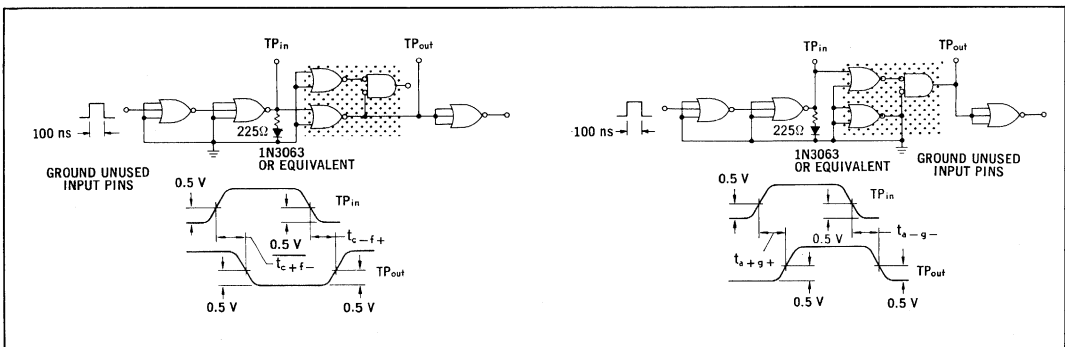 TPin
TPout
100 ns
225Ω
1N3063
OR EQUIVALENT
GROUND UNUSED
INPUT PINS
0.5 V
TPin
0.5 V
tc+f−
tc−f+
TPout
0.5 V
0.5 V
TPin
TPout
100 ns
225Ω
1N3063
OR EQUIVALENT
GROUND UNUSED
INPUT PINS
0.5 V
TPin
0.5 V
ta+g+
ta−g−
TPout
0.5 V
0.5 V